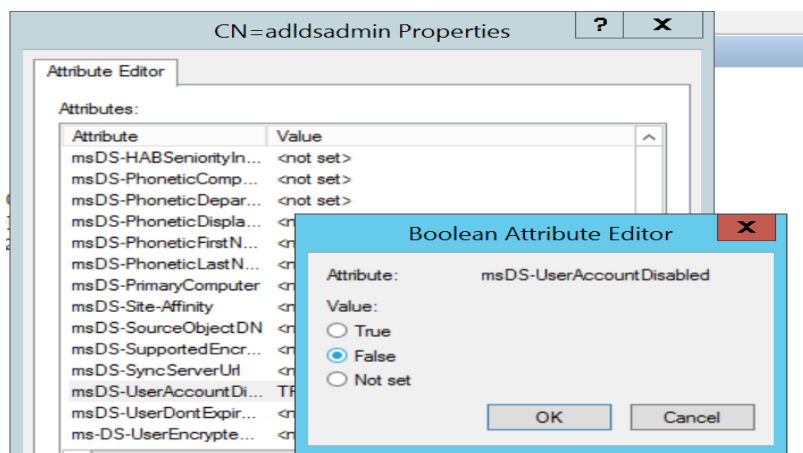 CN=adldsadmin Properties
? X
Attribute Editor
Attributes:
Attribute Value
msDS-HABSeniorityIn... <not set>
msDS-PhoneticComp... <not set>
msDS-PhoneticDepar... <not set>
msDS-PhoneticDispla... <n
msDS-PhoneticFirstN... <n
msDS-PhoneticLastN... <n
msDS-PrimaryComputer <n
msDS-Site-Affinity <n
msDS-SourceObjectDN <n
msDS-SupportedEncr... <n
msDS-SyncServerUrl <n
msDS-UserAccountDi... TF
msDS-UserDontExpir... <n
ms-DS-UserEncrypte... <n
Boolean Attribute Editor X
Attribute: msDS-UserAccountDisabled
Value:
True
False
Not set
OK Cancel